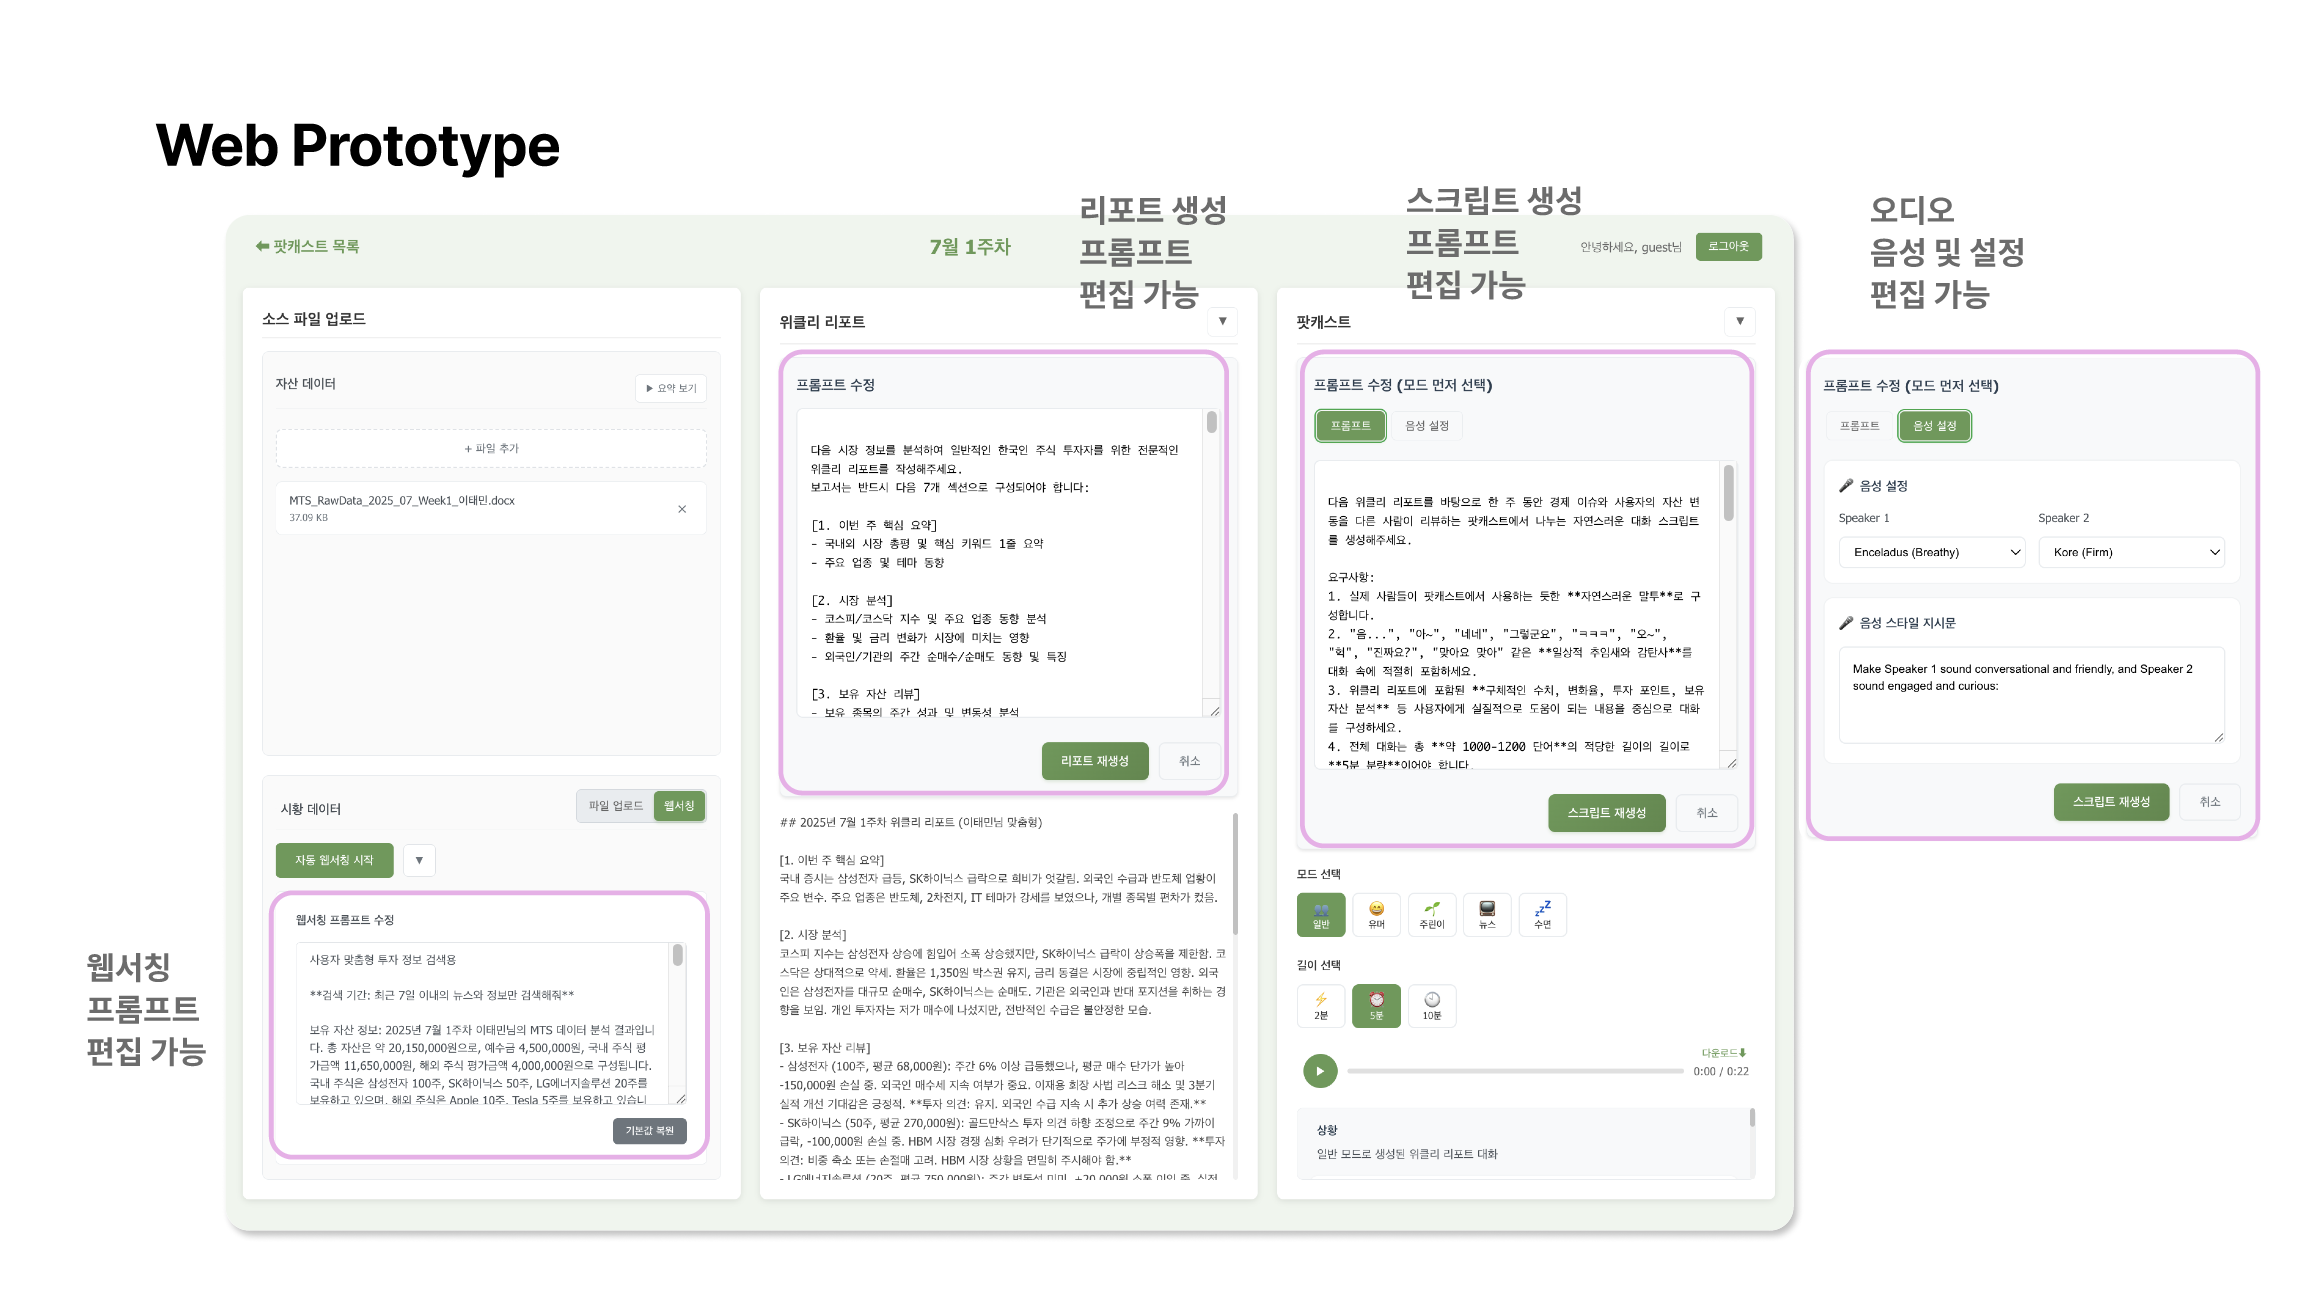 Web Prototype
리포트 생성
프롬프트
편집 가능
스크립트 생성
프롬프트
편집 가능
오디오
음성 및 설정
편집 가능
웹서칭
프롬프트
편집 가능
⬅ 팟캐스트 목록
7월 1주차
안녕하세요, guest님
로그아웃
소스 파일 업로드
자산 데이터
▶ 요약 보기
+ 파일 추가
MTS_RawData_2025_07_Week1_이태민.docx
37.09 KB
×
시황 데이터
파일 업로드
웹서칭
자동 웹서칭 시작
▼
웹서칭 프롬프트 수정
사용자 맞춤형 투자 정보 검색용
**검색 기간: 최근 7일 이내의 뉴스와 정보만 검색해줘**
보유 자산 정보: 2025년 7월 1주차 이태민님의 MTS 데이터 분석 결과입니
다. 총 자산은 약 20,150,000원으로, 예수금 4,500,000원, 국내 주식 평
가금액 11,650,000원, 해외 주식 평가금액 4,000,000원으로 구성됩니다.
국내 주식은 삼성전자 100주, SK하이닉스 50주, LG에너지솔루션 20주를
보유하고 있으며, 해외 주식은 Apple 10주, Tesla 5주를 보유하고 있습니
기본값 복원
위클리 리포트
▼
프롬프트 수정
다음 시장 정보를 분석하여 일반적인 한국인 주식 투자자를 위한 전문적인
위클리 리포트를 작성해주세요.
보고서는 반드시 다음 7개 섹션으로 구성되어야 합니다:
[1. 이번 주 핵심 요약]
- 국내외 시장 총평 및 핵심 키워드 1줄 요약
- 주요 업종 및 테마 동향
[2. 시장 분석]
- 코스피/코스닥 지수 및 주요 업종 동향 분석
- 환율 및 금리 변화가 시장에 미치는 영향
- 외국인/기관의 주간 순매수/순매도 동향 및 특징
[3. 보유 자산 리뷰]
- 보유 종목의 주간 성과 및 변동성 분석
리포트 재생성
취소
## 2025년 7월 1주차 위클리 리포트 (이태민님 맞춤형)
[1. 이번 주 핵심 요약]
국내 증시는 삼성전자 급등, SK하이닉스 급락으로 희비가 엇갈림. 외국인 수급과 반도체 업황이
주요 변수. 주요 업종은 반도체, 2차전지, IT 테마가 강세를 보였으나, 개별 종목별 편차가 컸음.
[2. 시장 분석]
코스피 지수는 삼성전자 상승에 힘입어 소폭 상승했지만, SK하이닉스 급락이 상승폭을 제한함. 코
스닥은 상대적으로 약세. 환율은 1,350원 박스권 유지, 금리 동결은 시장에 중립적인 영향. 외국
인은 삼성전자를 대규모 순매수, SK하이닉스는 순매도. 기관은 외국인과 반대 포지션을 취하는 경
향을 보임. 개인 투자자는 저가 매수에 나섰지만, 전반적인 수급은 불안정한 모습.
[3. 보유 자산 리뷰]
- 삼성전자 (100주, 평균 68,000원): 주간 6% 이상 급등했으나, 평균 매수 단가가 높아
-150,000원 손실 중. 외국인 매수세 지속 여부가 중요. 이재용 회장 사법 리스크 해소 및 3분기
실적 개선 기대감은 긍정적. **투자 의견: 유지. 외국인 수급 지속 시 추가 상승 여력 존재.**
- SK하이닉스 (50주, 평균 270,000원): 골드만삭스 투자 의견 하향 조정으로 주간 9% 가까이
급락, -100,000원 손실 중. HBM 시장 경쟁 심화 우려가 단기적으로 주가에 부정적 영향. **투자
의견: 비중 축소 또는 손절매 고려. HBM 시장 상황을 면밀히 주시해야 함.**
- LG에너지솔루션 (20주, 평균 750,000원): 주간 변동성 미미, +20,000원 소폭 이익 중. 실적
팟캐스트
▼
프롬프트 수정 (모드 먼저 선택)
프롬프트
음성 설정
다음 위클리 리포트를 바탕으로 한 주 동안 경제 이슈와 사용자의 자산 변
동을 다른 사람이 리뷰하는 팟캐스트에서 나누는 자연스러운 대화 스크립트
를 생성해주세요.
요구사항:
1. 실제 사람들이 팟캐스트에서 사용하는 듯한 **자연스러운 말투**로 구
성합니다.
2. "음...", "아~", "네네", "그렇군요", "ㅋㅋㅋ", "오~",
"헉", "진짜요?", "맞아요 맞아" 같은 **일상적 추임새와 감탄사**를
대화 속에 적절히 포함하세요.
3. 위클리 리포트에 포함된 **구체적인 수치, 변화율, 투자 포인트, 보유
자산 분석** 등 사용자에게 실질적으로 도움이 되는 내용을 중심으로 대화
를 구성하세요.
4. 전체 대화는 총 **약 1000-1200 단어**의 적당한 길이의 길이로
**5분 분량**이어야 합니다.
스크립트 재생성
취소
모드 선택
일반
유머
주린이
뉴스
수면
길이 선택
2분
5분
10분
다운로드⬇
0:00 / 0:22
상황
일반 모드로 생성된 위클리 리포트 대화
프롬프트 수정 (모드 먼저 선택)
프롬프트
음성 설정
음성 설정
Speaker 1
Speaker 2
Enceladus (Breathy)
Kore (Firm)
음성 스타일 지시문
Make Speaker 1 sound conversational and friendly, and Speaker 2
sound engaged and curious:
스크립트 재생성
취소